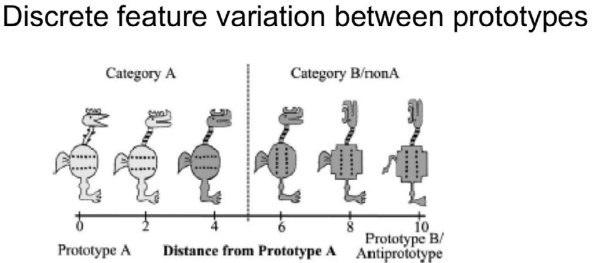 Discrete feature variation between prototypes
Category A
Category B/nonA
0 2 4 6 8 10
Prototype A
Distance from Prototype A
Prototype B/
Antiprototype